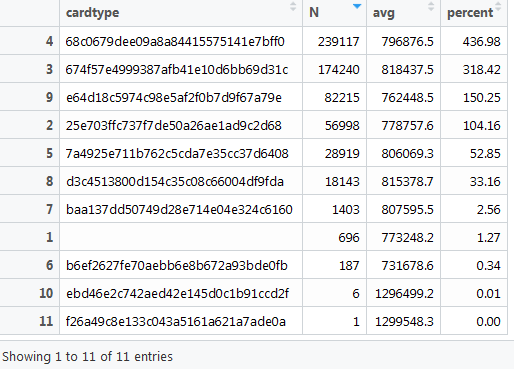 cardtype N avg percent
4 68c0679dee09a8a84415575141e7bff0 239117 796876.5 436.98
3 674f57e4999387afb41e10d6bb69d31c 174240 818437.5 318.42
9 e64d18c5974c98e5af2f0b7d9f67a79e 82215 762448.5 150.25
2 25e703ffc737f7de50a26ae1ad9c2d68 56998 778757.6 104.16
5 7a4925e711b762c5cda7e35cc37d6408 28919 806069.3 52.85
8 d3c4513800d154c35c08c66004df9fda 18143 815378.7 33.16
7 baa137dd50749d28e714e04e324c6160 1403 807595.5 2.56
1 696 773248.2 1.27
6 b6ef2627fe70aebb6e8b672a93bde0fb 187 731678.6 0.34
10 ebd46e2c742aed42e145d0c1b91ccd2f 6 1296499.2 0.01
11 f26a49c8e133c043a5161a621a7ade0a 1 1299548.3 0.00
Showing 1 to 11 of 11 entries